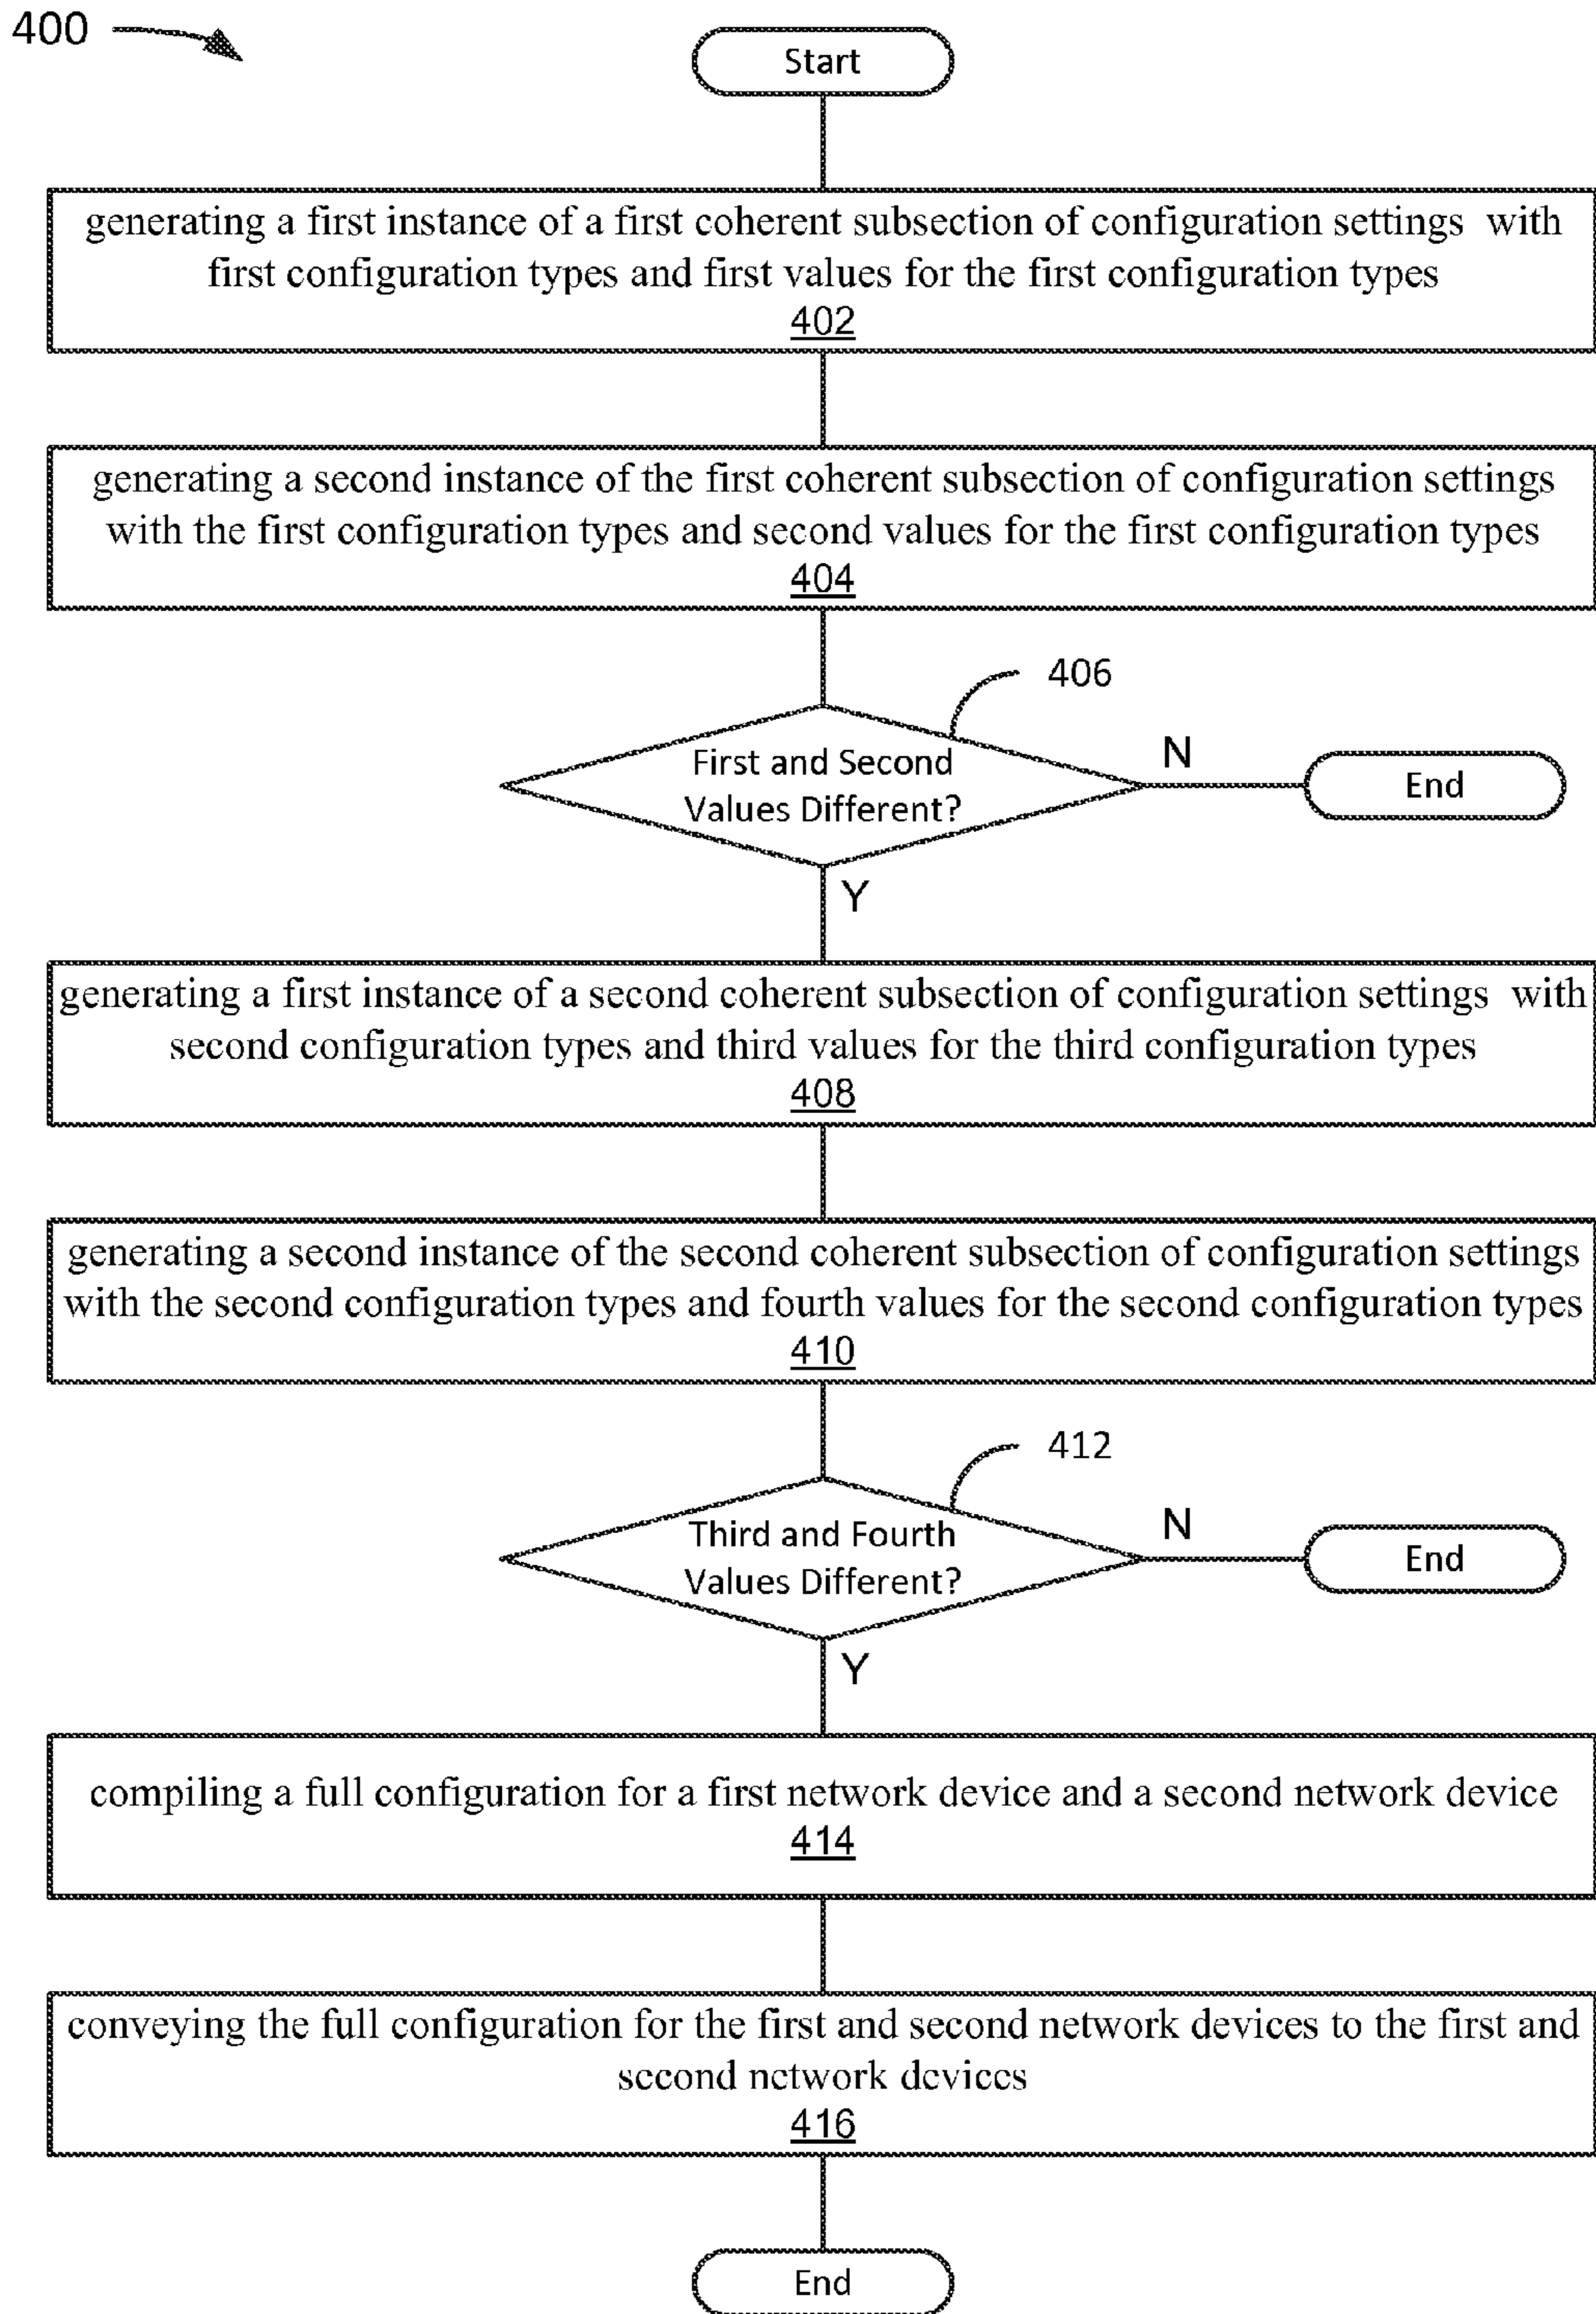 400
Start
generating a first instance of a first coherent subsection of configuration settings with
first configuration types and first values for the first configuration types
402
generating a second instance of the first coherent subsection of configuration settings
with the first configuration types and second values for the first configuration types
404
406
First and Second
Values Different?
N
End
Y
generating a first instance of a second coherent subsection of configuration settings with
second configuration types and third values for the third configuration types
408
generating a second instance of the second coherent subsection of configuration settings
with the second configuration types and fourth values for the second configuration types
410
412
Third and Fourth
Values Different?
N
End
Y
compiling a full configuration for a first network device and a second network device
414
conveying the full configuration for the first and second network devices to the first and
second network devices
416
End